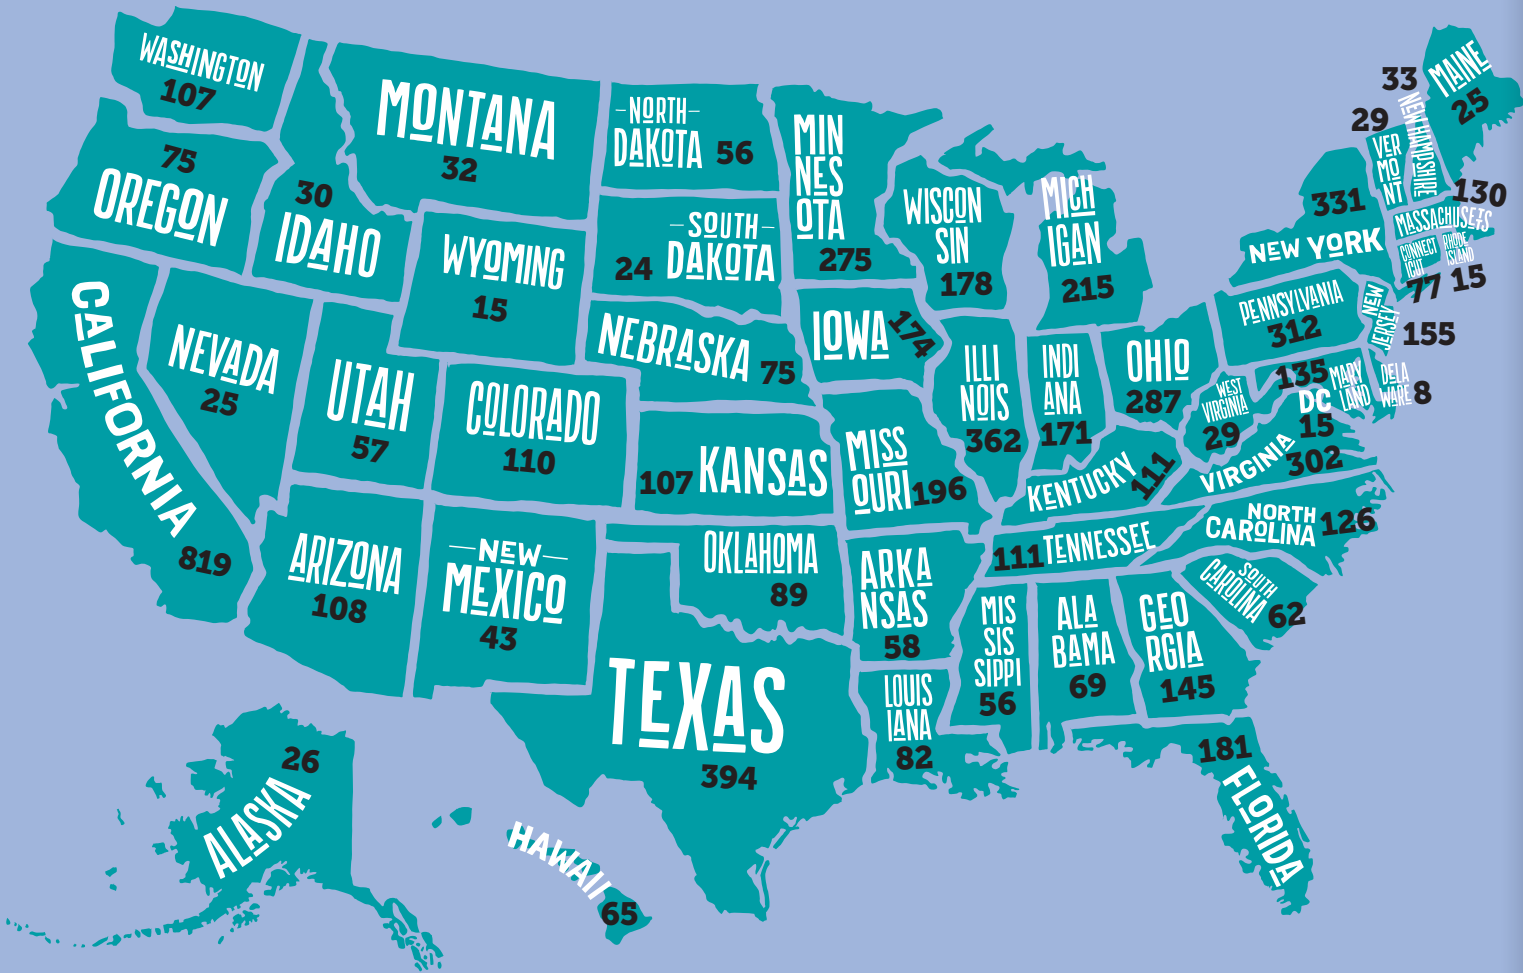 WASHINGTON
107
75
OREGON
30
IDAHO
MONTANA
32
NORTH
DAKOTA 56
MIN
NES
OTA
275
WISCON
SIN
178
MICH
IGAN
215
WYOMING
15
SOUTH
24 DAKOTA
CALIFORNIA
819
NEVADA
25
UTAH
57
COLORADO
110
NEBRASKA 75
IOWA 174
ILLI
NOIS
362
INDI
ANA
171
OHIO
287
107 KANSAS
MISS
OURI 196
KENTUCKY 111
WEST
VIRGINIA
29
VIRGINIA 302
ARIZONA
108
NEW
MEXICO
43
OKLAHOMA
89
TEXAS
394
ARKA
NSAS
58
LOUIS
IANA
82
111 TENNESSEE
NORTH
CAROLINA 126
SOUTH
CAROLINA 62
MIS
SIS
SIPPI
56
ALA
BAMA
69
GEO
RGIA
145
181
FLORIDA
26
ALASKA
HAWAII
65
MAINE
25
33
NEW HAMPSHIRE
29
VER
MO
NT
130
MASSACHUSETTS
CONNECT
ICUT
77
RHODE
ISLAND
15
331
NEW YORK
PENNSYLVANIA
312
NEW
JERSEY 155
135 MARY
LAND
DELA
WARE 8
DC
15